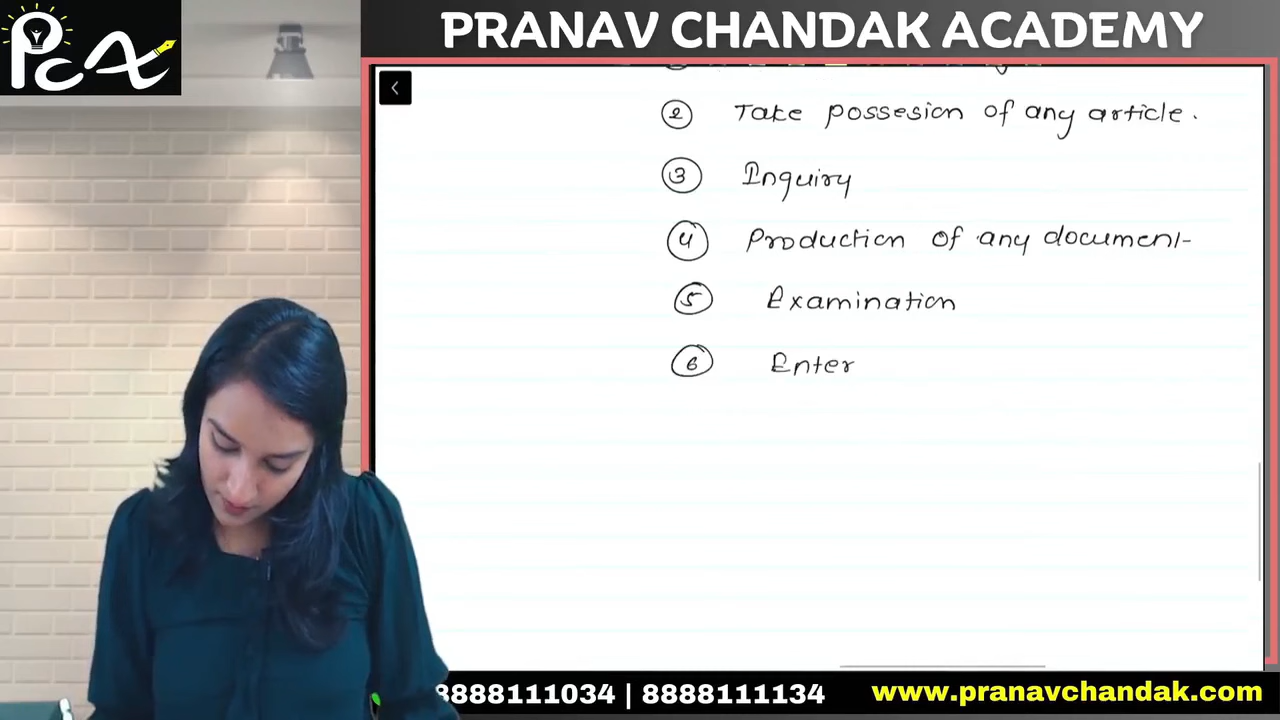 PCA
PRANAV CHANDAK ACADEMY
2 Take possesion of any article.
3 Inquiry
4 Production of any document
5 Examination
6 Enter
8888111034 | 8888111134
www.pranavchandak.com